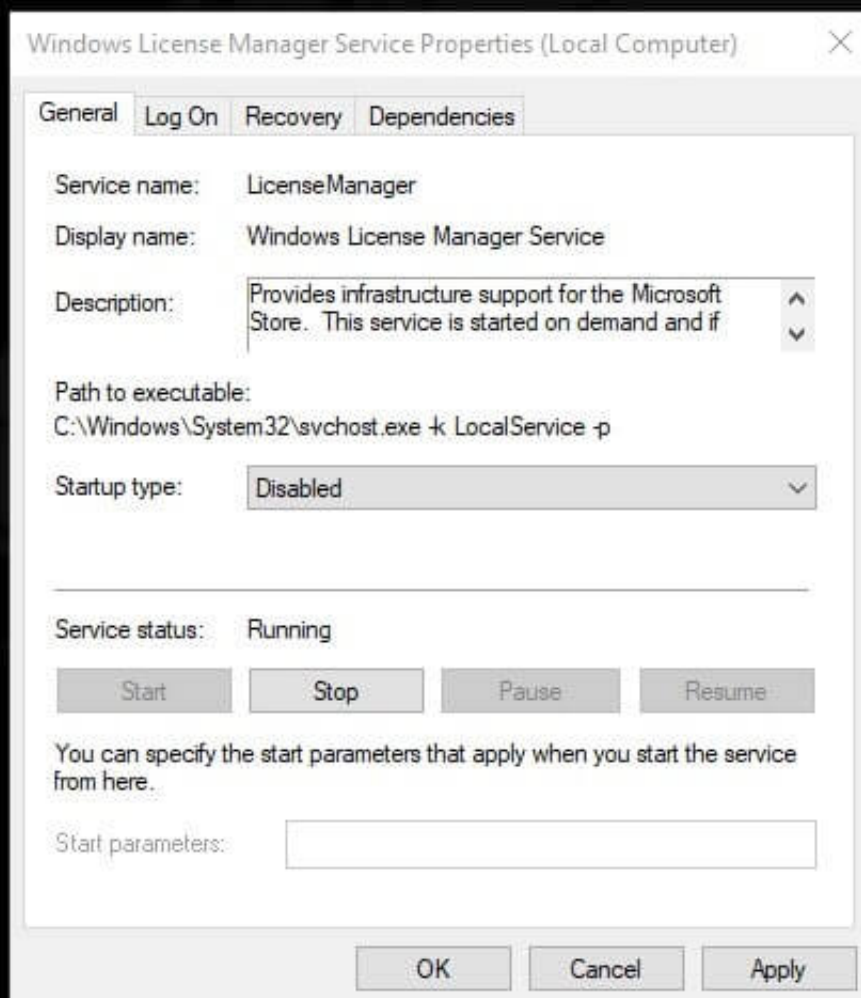 Windows License Manager Service Properties (Local Computer)
General Log On Recovery Dependencies
Service name: LicenseManager
Display name: Windows License Manager Service
Description: Provides infrastructure support for the Microsoft
Store. This service is started on demand and if
Path to executable:
C:\Windows\System32\svchost.exe -k LocalService -p
Startup type: Disabled
Service status: Running
Start Stop Pause Resume
You can specify the start parameters that apply when you start the service
from here.
Start parameters:
OK Cancel Apply